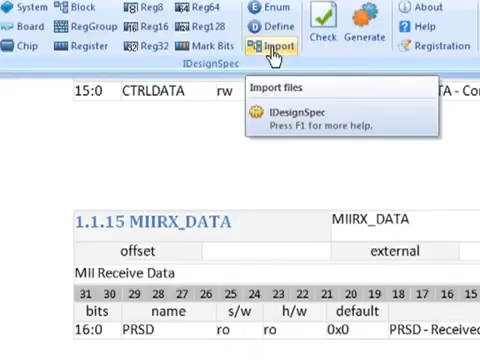 System Block Reg8 Reg64 Enum About
Board RegGroup Reg16 Reg128 Define Help
Chip Register Reg32 Mark Bits Import Check Generate Registration
IDesignSpec
15:0 CTRLDATA rw TA - Con
Import files
IDesignSpec
Press F1 for more help.
1.1.15 MIIRX_DATA MIIRX_DATA
offset external
MII Receive Data
31 30 29 28 27 26 25 24 23 22 21 20 19 18 17 16 15
bits name s/w h/w default
16:0 PRSD ro ro 0x0 PRSD - Received